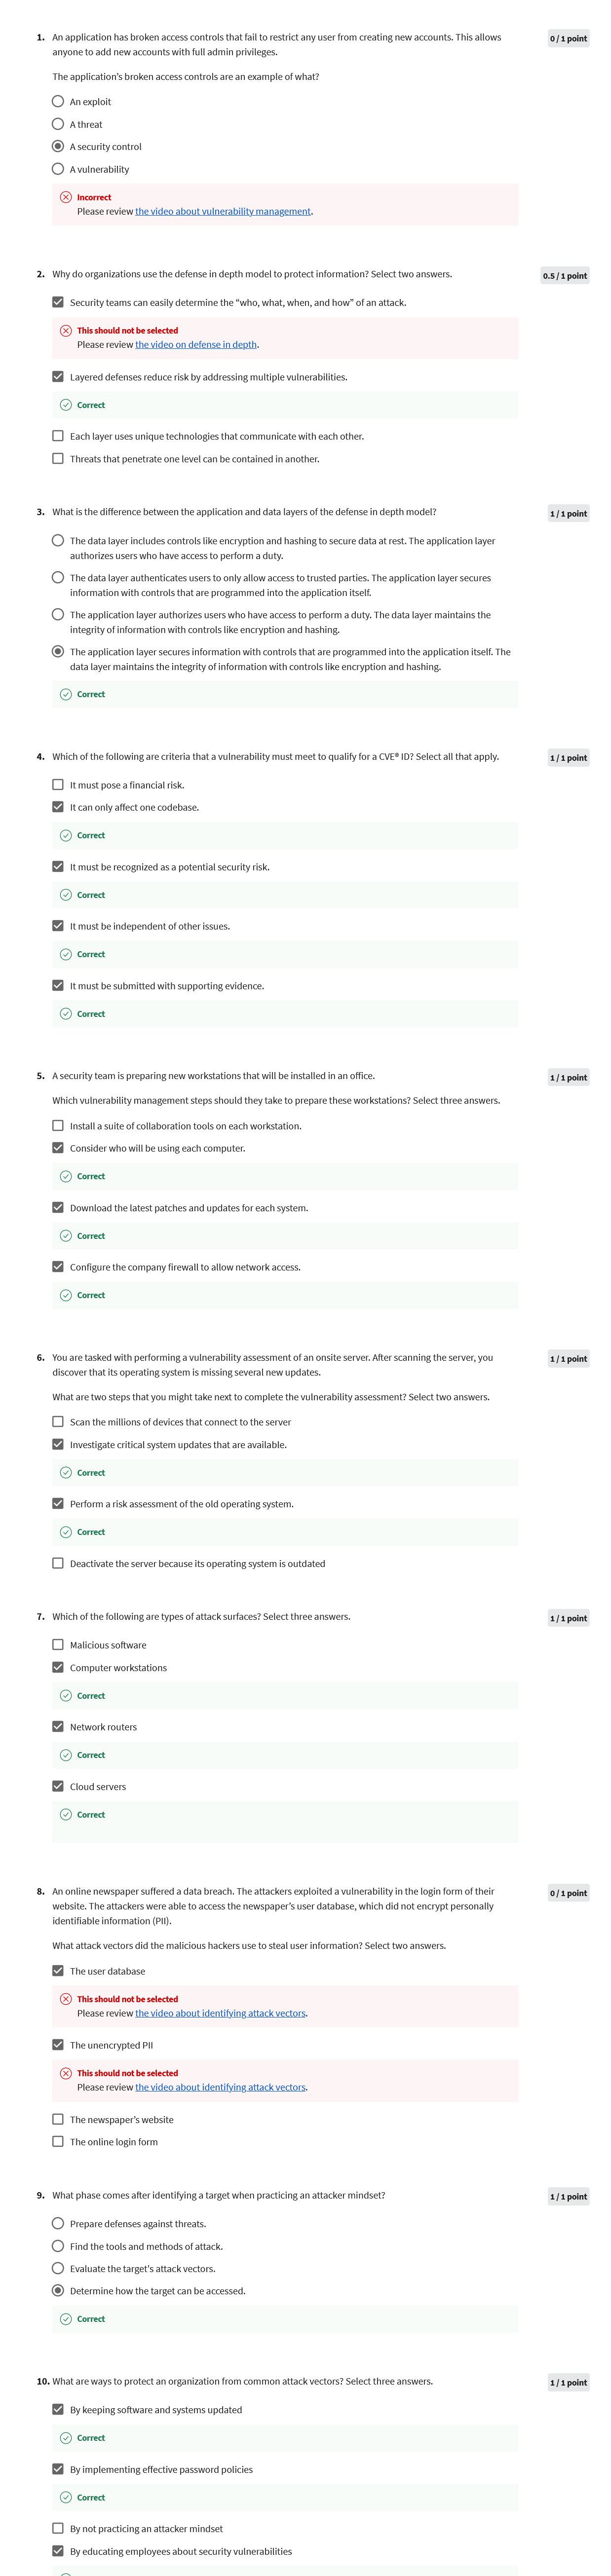 1. An application has broken access controls that fail to restrict any user from creating new accounts. This allows
anyone to add new accounts with full admin privileges.
0 / 1 point
The application's broken access controls are an example of what?
An exploit
A threat
A security control
A vulnerability
Incorrect
Please review the video about vulnerability management.
2. Why do organizations use the defense in depth model to protect information? Select two answers.
0.5 / 1 point
Security teams can easily determine the “who, what, when, and how” of an attack.
This should not be selected
Please review the video on defense in depth.
Layered defenses reduce risk by addressing multiple vulnerabilities.
Correct
Each layer uses unique technologies that communicate with each other.
Threats that penetrate one level can be contained in another.
3. What is the difference between the application and data layers of the defense in depth model?
1 / 1 point
The data layer includes controls like encryption and hashing to secure data at rest. The application layer
authorizes users who have access to perform a duty.
The data layer authenticates users to only allow access to trusted parties. The application layer secures
information with controls that are programmed into the application itself.
The application layer authorizes users who have access to perform a duty. The data layer maintains the
integrity of information with controls like encryption and hashing.
The application layer secures information with controls that are programmed into the application itself. The
data layer maintains the integrity of information with controls like encryption and hashing.
Correct
4. Which of the following are criteria that a vulnerability must meet to qualify for a CVE® ID? Select all that apply.
1 / 1 point
It must pose a financial risk.
It can only affect one codebase.
Correct
It must be recognized as a potential security risk.
Correct
It must be independent of other issues.
Correct
It must be submitted with supporting evidence.
Correct
5. A security team is preparing new workstations that will be installed in an office.
1 / 1 point
Which vulnerability management steps should they take to prepare these workstations? Select three answers.
Install a suite of collaboration tools on each workstation.
Consider who will be using each computer.
Correct
Download the latest patches and updates for each system.
Correct
Configure the company firewall to allow network access.
Correct
6. You are tasked with performing a vulnerability assessment of an onsite server. After scanning the server, you
discover that its operating system is missing several new updates.
1 / 1 point
What are two steps that you might take next to complete the vulnerability assessment? Select two answers.
Scan the millions of devices that connect to the server
Investigate critical system updates that are available.
Correct
Perform a risk assessment of the old operating system.
Correct
Deactivate the server because its operating system is outdated
7. Which of the following are types of attack surfaces? Select three answers.
1 / 1 point
Malicious software
Computer workstations
Correct
Network routers
Correct
Cloud servers
Correct
8. An online newspaper suffered a data breach. The attackers exploited a vulnerability in the login form of their
website. The attackers were able to access the newspaper's user database, which did not encrypt personally
identifiable information (PII).
0 / 1 point
What attack vectors did the malicious hackers use to steal user information? Select two answers.
The user database
This should not be selected
Please review the video about identifying attack vectors.
The unencrypted PII
This should not be selected
Please review the video about identifying attack vectors.
The newspaper's website
The online login form
9. What phase comes after identifying a target when practicing an attacker mindset?
1 / 1 point
Prepare defenses against threats.
Find the tools and methods of attack.
Evaluate the target's attack vectors.
Determine how the target can be accessed.
Correct
10. What are ways to protect an organization from common attack vectors? Select three answers.
1 / 1 point
By keeping software and systems updated
Correct
By implementing effective password policies
Correct
By not practicing an attacker mindset
By educating employees about security vulnerabilities